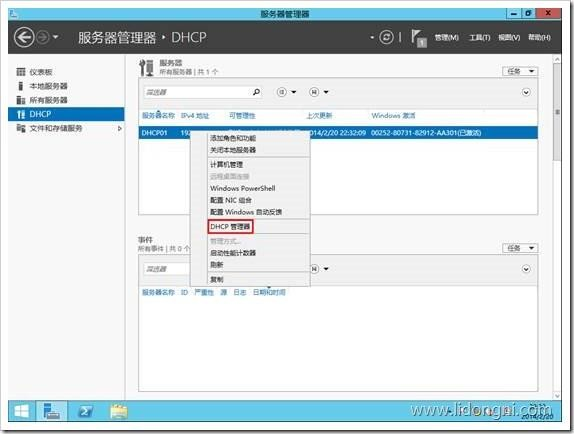 服务器管理器
服务器管理器 ▸ DHCP
管理(M) 工具(T) 视图(V) 帮助(H)
1
仪表板
本地服务器
所有服务器
DHCP
文件和存储服务
服务器
所有服务器 | 共 1 个
任务
筛选器
服务器名称 IPv4 地址 可管理性 上次更新 Windows 激活
DHCP01 192 2014/2/20 22:32:09 00252-80731-82912-AA301(已激活)
添加角色和功能
关闭本地服务器
计算机管理
远程桌面连接
Windows PowerShell
配置 NIC 组合
配置 Windows 自动反馈
DHCP 管理器
管理方式...
启动性能计数器
刷新
复制
事件
所有事件 | 共 0 个
任务
筛选器
服务器名称 ID 严重性 源 日志 日期和时间
www.lidongni.com
2014/2/20